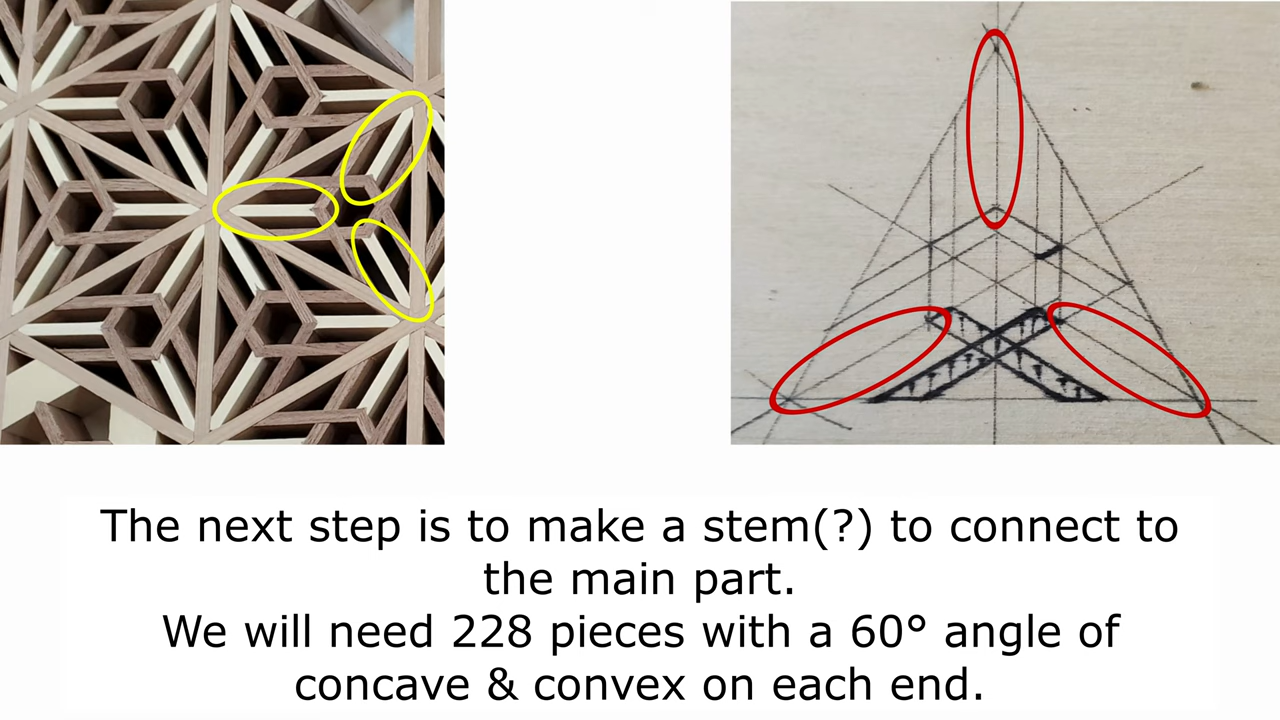 The next step is to make a stem(?) to connect to
the main part.
We will need 228 pieces with a 60° angle of
concave & convex on each end.